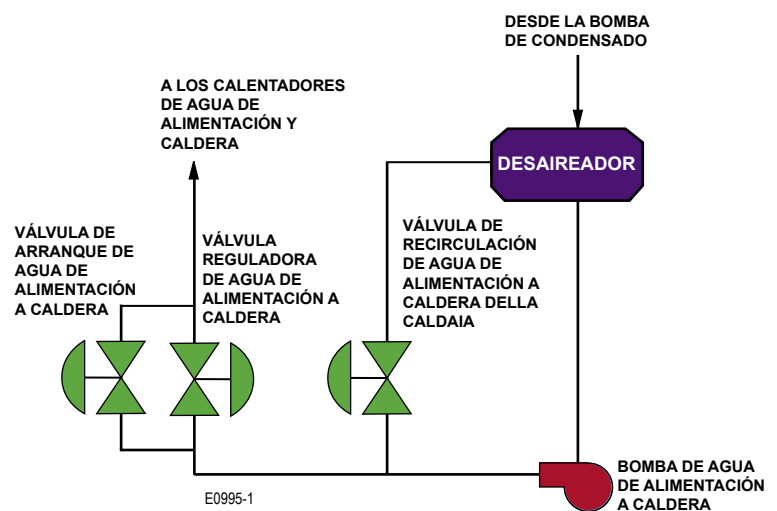 DESDE LA BOMBA
DE CONDENSADO
A LOS CALENTADORES
DE AGUA DE
ALIMENTACIÓN Y
CALDERA
DESAIREADOR
VÁLVULA DE
ARRANQUE DE
AGUA DE
ALIMENTACIÓN
A CALDERA
VÁLVULA
REGULADORA
DE AGUA DE
ALIMENTACIÓN A
CALDERA
VÁLVULA DE
RECIRCULACIÓN
DE AGUA DE
ALIMENTACIÓN A
CALDERA DELLA
CALDAIA
BOMBA DE AGUA
DE ALIMENTACIÓN
A CALDERA
E0995-1